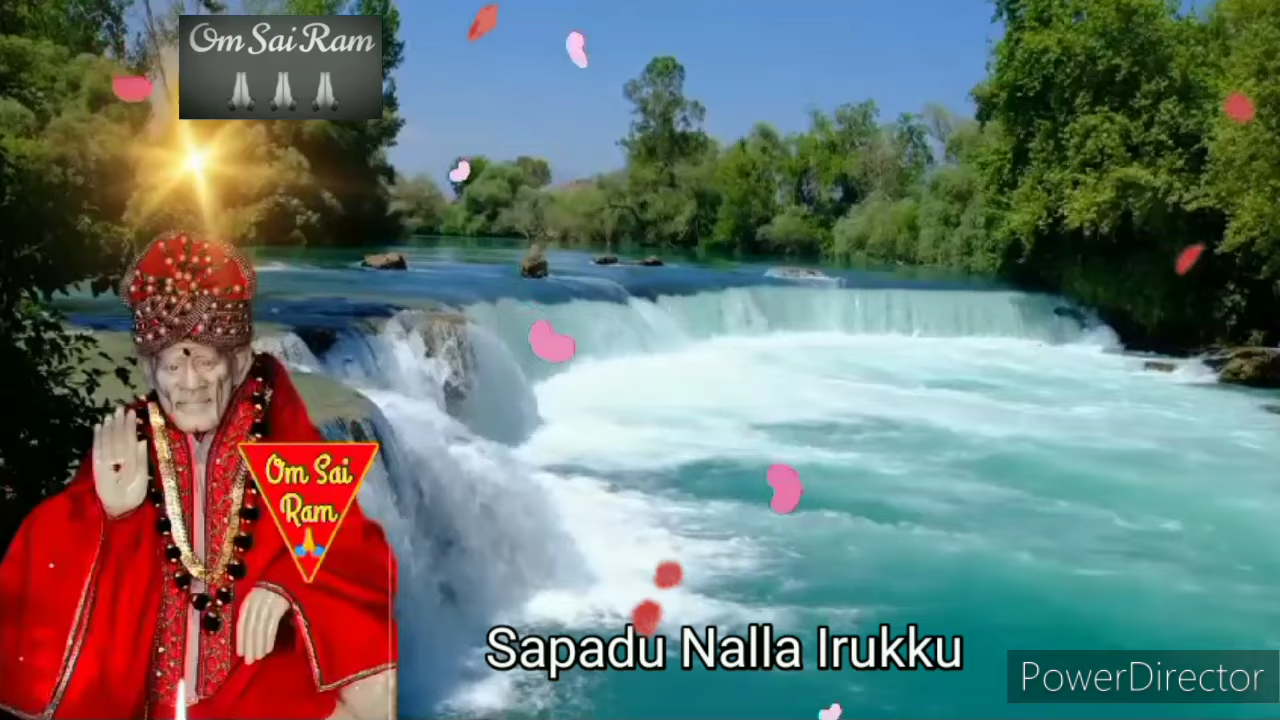 Om Sai Ram
🙏 🙏 🙏
Om Sai
Ram
🙏
Sapadu Nalla Irukku
PowerDirector